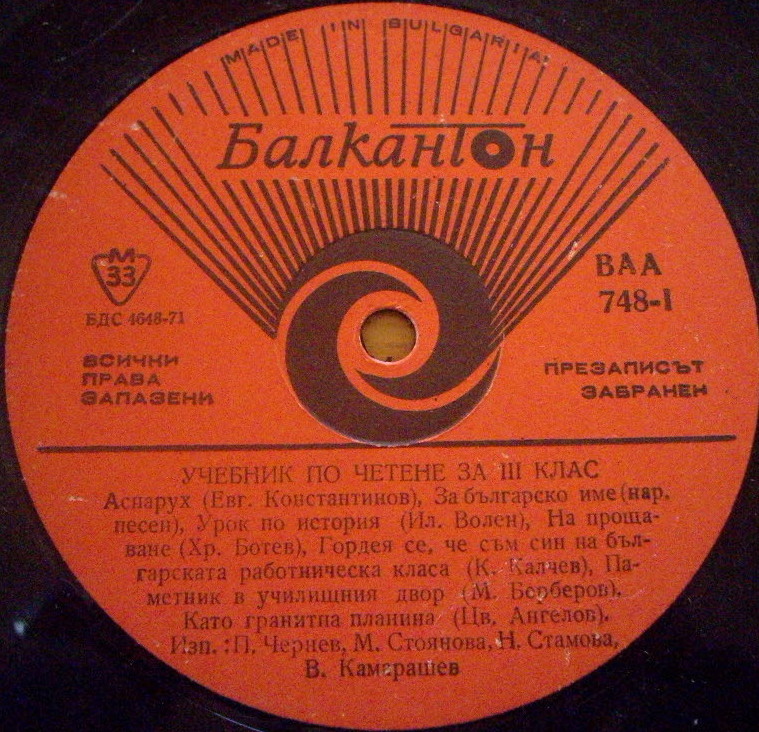 MADE IN BULGARIA
Балкантон
М
33
БДС 4648-71
ВАА
748-I
ВСИЧКИ
ПРАВА
ЗАПАЗЕНИ
ПРЕЗАПИСЪТ
ЗАБРАНЕН
УЧЕБНИК ПО ЧЕТЕНЕ ЗА III КЛАС
Аспарух (Евг. Константинов), За българско име (нар.
песен), Урок по история (Ил. Волен), На проща-
ване (Хр. Ботев), Гордея се, че съм син на бъл-
гарската работническа класа (К. Калчев), Па-
метник в училищния двор (М. Берберов),
Като гранитна планина (Цв. Ангелов).
Изп. : П. Чернев, М. Стоянова, Н. Стамова,
В. Камарашев